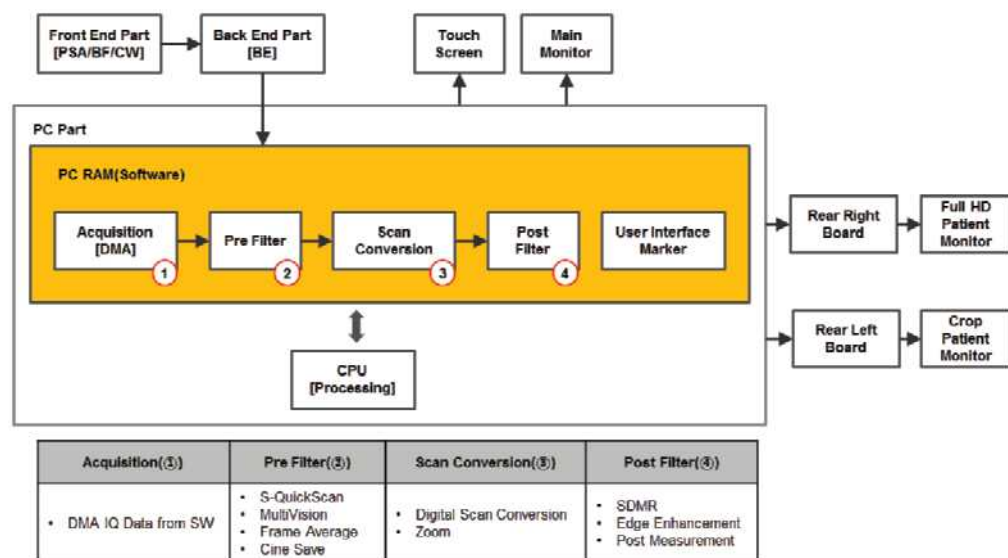 Front End Part
[PSA/BF/CW]
Back End Part
[BE]
Touch
Screen
Main
Monitor
PC Part
PC RAM(Software)
Acquisition
[DMA]
1
Pre Filter
2
Scan
Conversion
3
Post
Filter
4
User Interface
Marker
CPU
[Processing]
Rear Right
Board
Full HD
Patient
Monitor
Rear Left
Board
Crop
Patient
Monitor
Acquisition(①)
Pre Filter(②)
Scan Conversion(③)
Post Filter(④)
• DMA IQ Data from SW
• S-QuickScan
• MultiVision
• Frame Average
• Cine Save
• Digital Scan Conversion
• Zoom
• SDMR
• Edge Enhancement
• Post Measurement